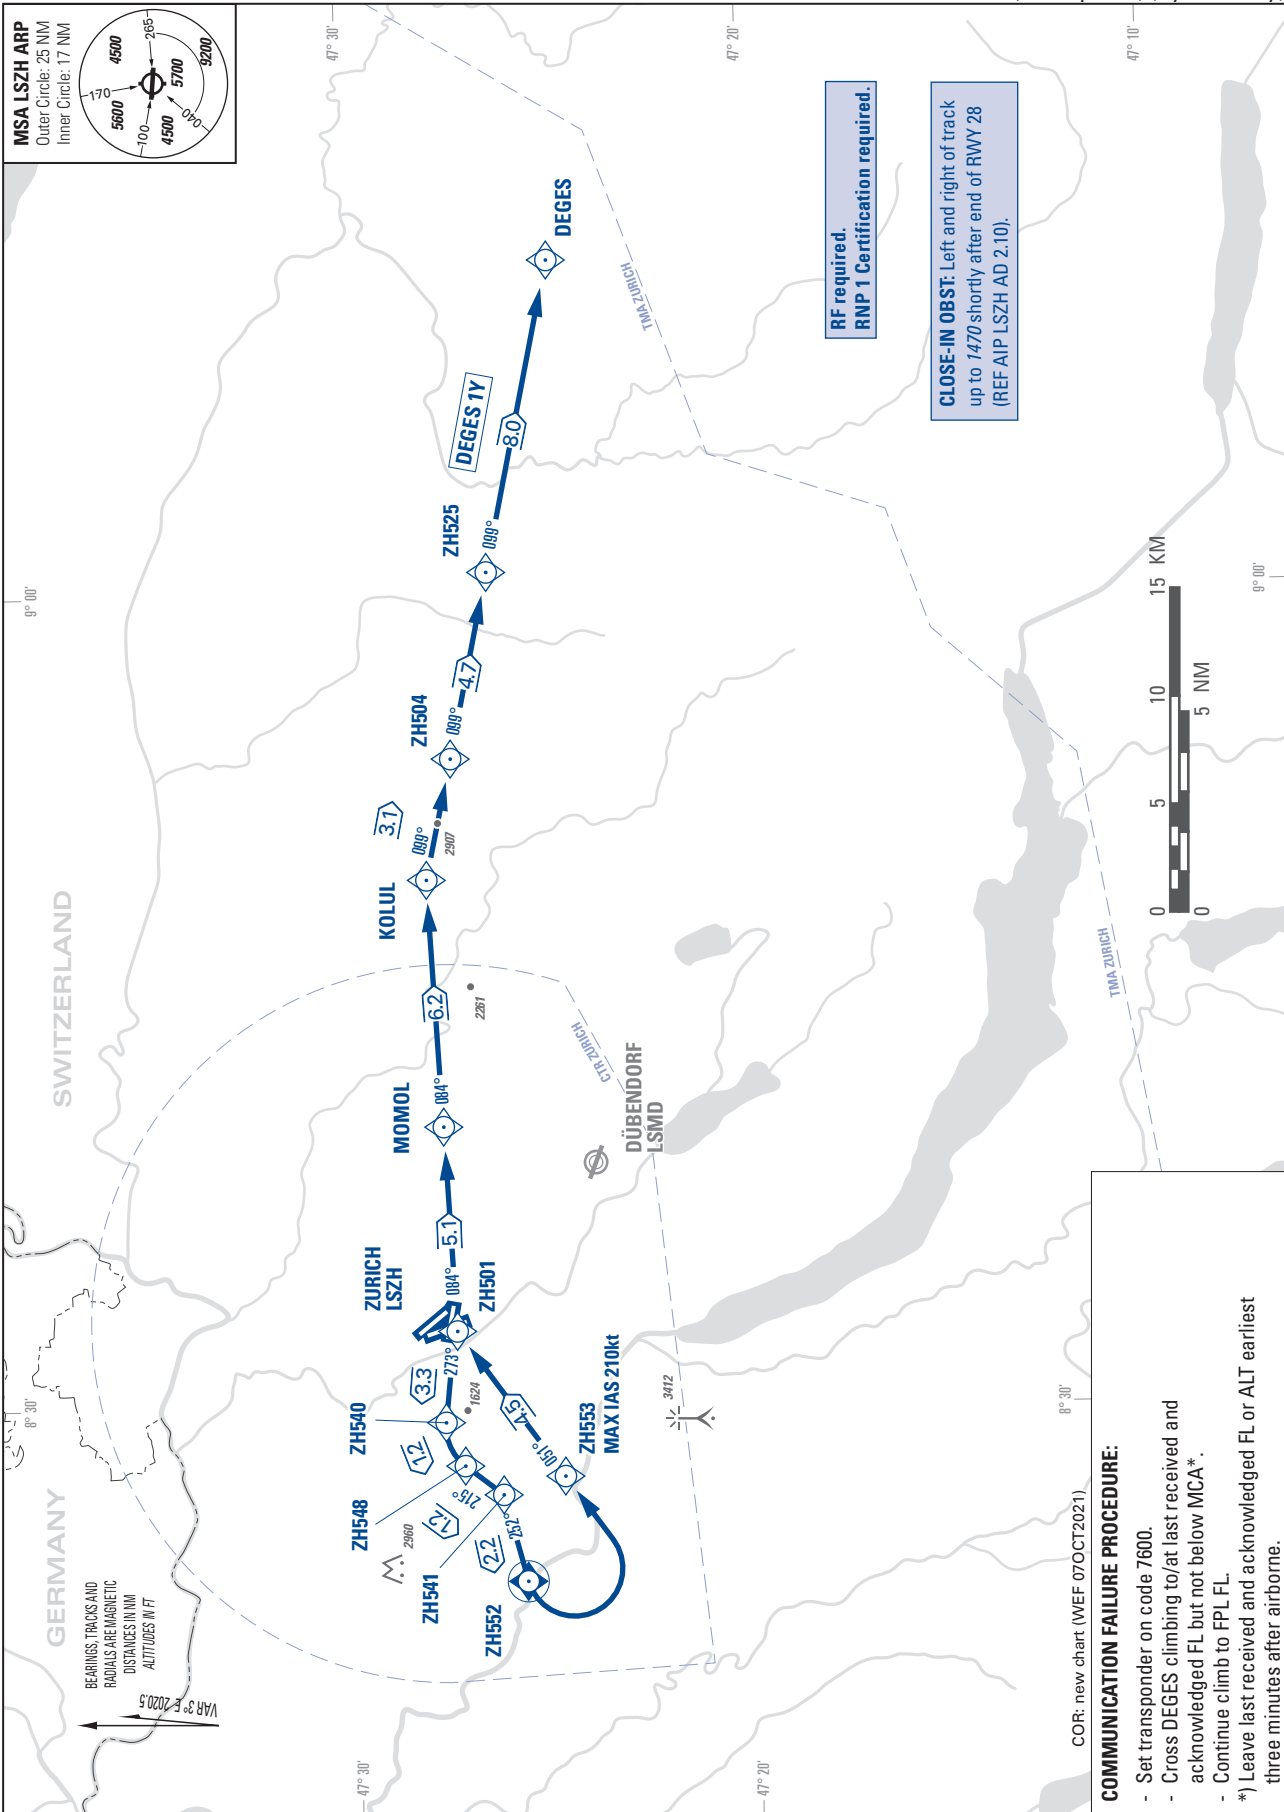 MSA LSZH ARP
Outer Circle: 25 NM
Inner Circle: 17 NM
170
265
100
040
4500
5600
5700
4500
9200
47° 30'
47° 20'
47° 10'
9° 00'
8° 30'
SWITZERLAND
GERMANY
BEARINGS, TRACKS AND
RADIALS ARE MAGNETIC
DISTANCES IN NM
ALTITUDES IN FT
VAR 3° E 2020.5
DEGES
DEGES 1Y
8.0
099°
ZH525
4.7
099°
ZH504
3.1
099°
2907
KOLUL
6.2
084°
2261
MOMOL
5.1
084°
ZURICH
LSZH
ZH501
273°
3.3
ZH540
1624
1.2
ZH548
215°
1.2
ZH541
2960
252°
2.2
ZH552
ZH553
MAX IAS 210kt
051°
4.5
3412
DÜBENDORF
LSMD
CTR ZURICH
TMA ZURICH
TMA ZURICH
RF required.
RNP 1 Certification required.
CLOSE-IN OBST: Left and right of track
up to 1470 shortly after end of RWY 28
(REF AIP LSZH AD 2.10).
0 5 10 15 KM
0 5 NM
9° 00'
8° 30'
47° 30'
47° 20'
COR: new chart (WEF 07OCT2021)
COMMUNICATION FAILURE PROCEDURE:
- Set transponder on code 7600.
- Cross DEGES climbing to/at last received and
acknowledged FL but not below MCA*.
- Continue climb to FPL FL.
*) Leave last received and acknowledged FL or ALT earliest
three minutes after airborne.